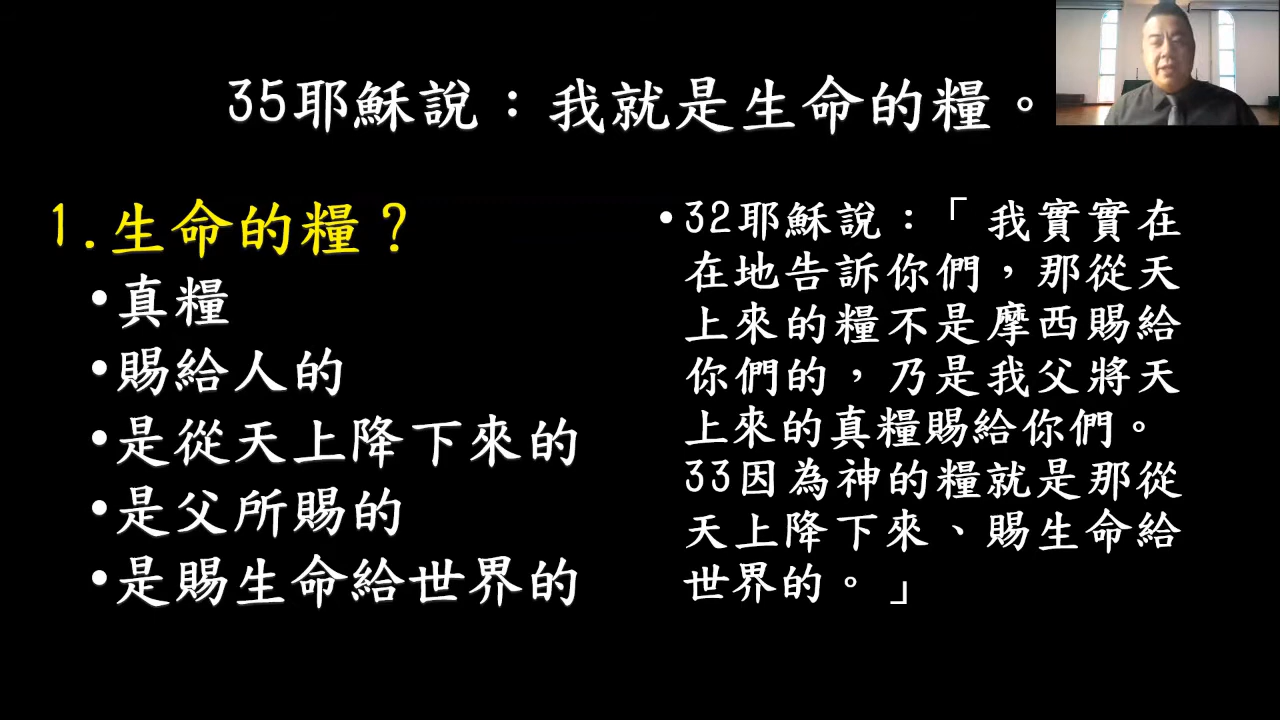 35耶穌說：我就是生命的糧。
1.生命的糧？
•真糧
•賜給人的
•是從天上降下來的
•是父所賜的
•是賜生命給世界的
•32耶穌說：「我實實在
在地告訴你們，那從天
上來的糧不是摩西賜給
你們的，乃是我父將天
上來的真糧賜給你們。
33因為神的糧就是那從
天上降下來、賜生命給
世界的。」